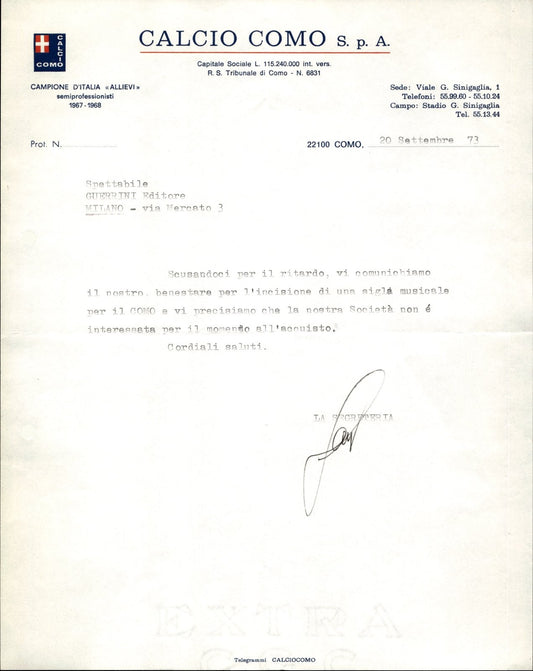 CALCIO
COMO
CALCIO COMO S. p. A.
Capitale Sociale L. 115.240.000 int. vers.
R. S. Tribunale di Como - N. 6831
CAMPIONE D'ITALIA «ALLIEVI»
semiprofessionisti
1967-1968
Sede: Viale G. Sinigaglia, 1
Telefoni: 55.99.60 - 55.10.24
Campo: Stadio G. Sinigaglia
Tel. 55.13.44
Prot. N.
22100 COMO, 20 Settembre 73
Spettabile
GUERRINI Editore
MILANO - via Mercato 3
Scusandoci per il ritardo, vi comunichiamo
il nostro. benestare per l'incisione di una sigla musicale
per il COMO e vi precisiamo che la nostra Società non é
interessata per il momendo all'acquisto.
Cordiali saluti.
LA SEGRETERIA
EXTRA
Telegrammi CALCIOCOMO